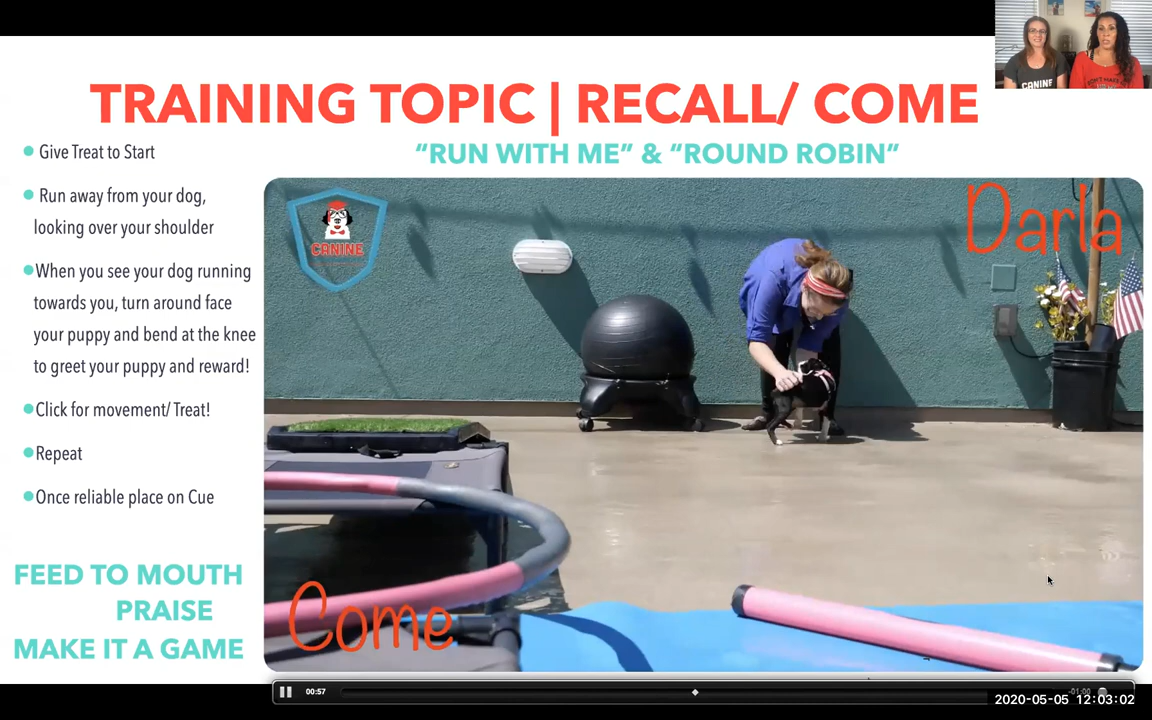 TRAINING TOPIC | RECALL/ COME
"RUN WITH ME" & "ROUND ROBIN"
Give Treat to Start
Run away from your dog,
looking over your shoulder
When you see your dog running
towards you, turn around face
your puppy and bend at the knee
to greet your puppy and reward!
Click for movement/ Treat!
Repeat
Once reliable place on Cue
FEED TO MOUTH
PRAISE
MAKE IT A GAME
CANINE
Darla
Come
CANINE
00:57
-01:00
2020-05-05 12:03:02